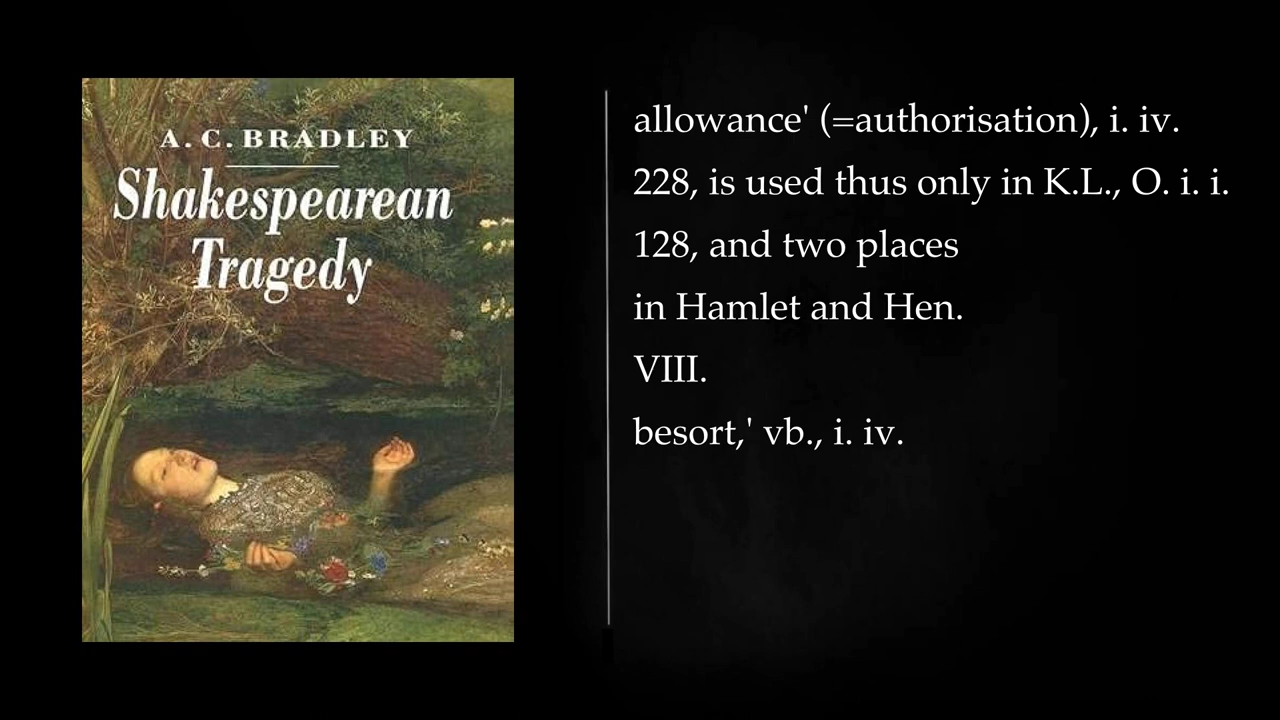 A. C. BRADLEY
Shakespearean
Tragedy
allowance' (=authorisation), i. iv.
228, is used thus only in K.L., O. i. i.
128, and two places
in Hamlet and Hen.
VIII.
besort,' vb., i. iv.